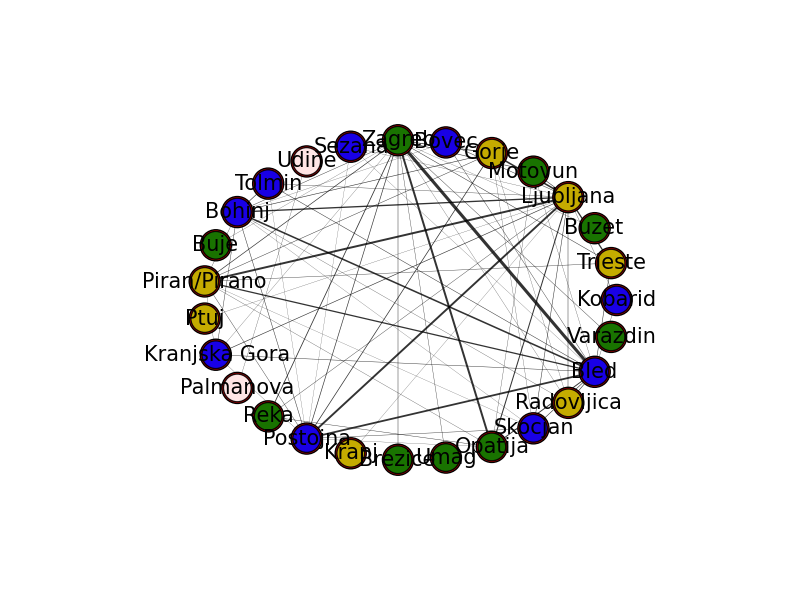 Zagreb
Bovec
Sezana
Gorje
Udine
Motovun
Tolmin
Ljubljana
Bohinj
Buzet
Buje
Trieste
Piran/Pirano
Kobarid
Ptuj
Varazdin
Kranjska Gora
Bled
Palmanova
Radovljica
Reka
Skocjan
Postojna
Opatija
Kranj
Brezice
Umag